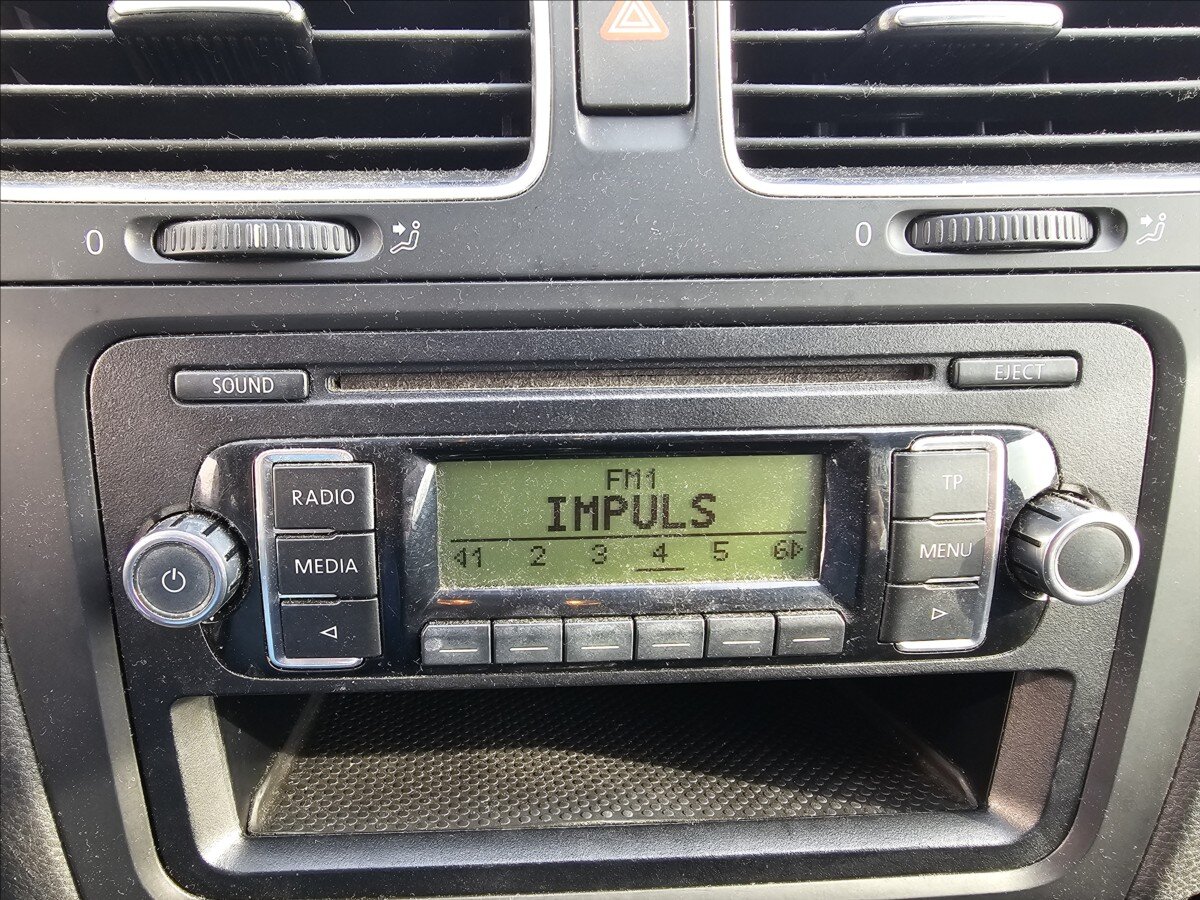 0
0
SOUND
EJECT
RADIO
FM1
TP
IMPULS
MEDIA
1 2 3 4 5 6
MENU